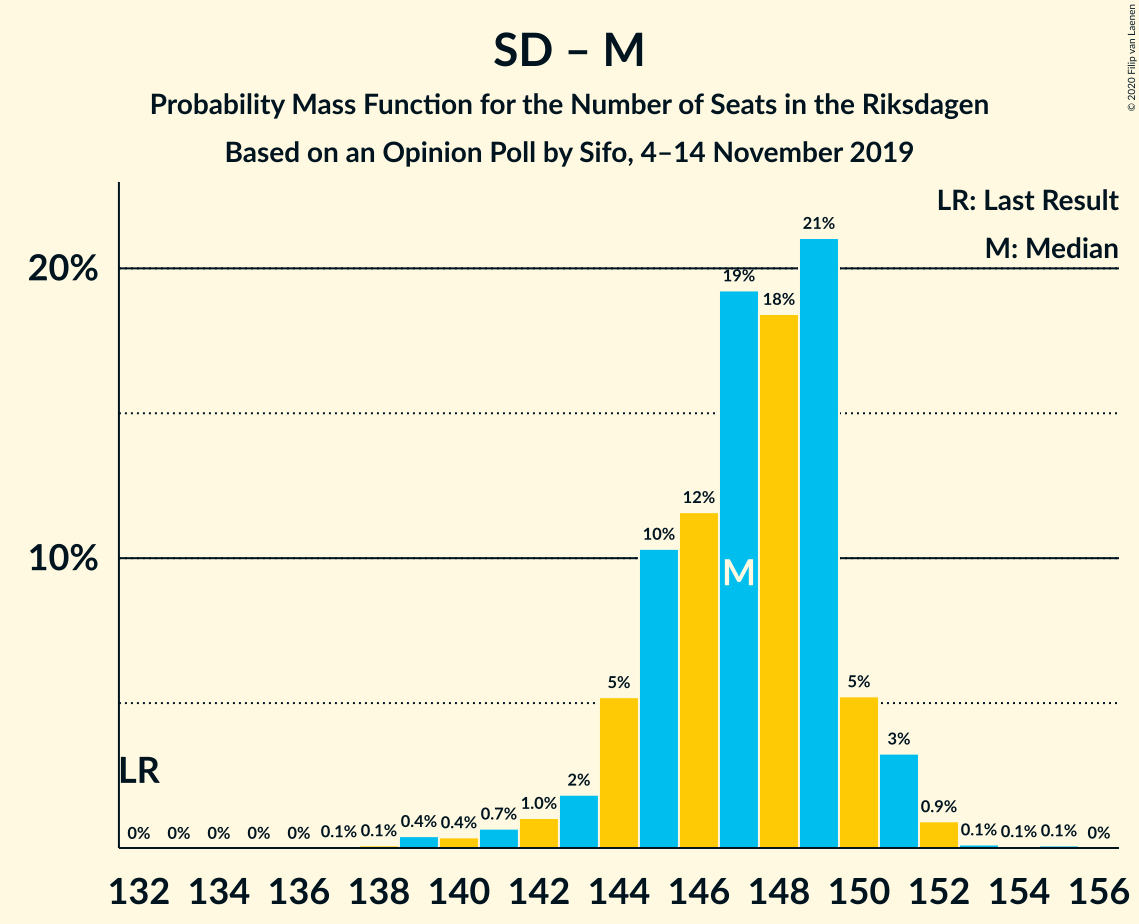 SD – M
Probability Mass Function for the Number of Seats in the Riksdagen
Based on an Opinion Poll by Sifo, 4–14 November 2019
© 2020 Filip van Laenen
LR: Last Result
M: Median
20%
10%
21%
19%
18%
12%
10%
M
5%
5%
3%
LR
2%
0% 0% 0% 0% 0% 0.1% 0.1% 0.4% 0.4% 0.7% 1.0% 0.9% 0.1% 0.1% 0.1% 0%
132 134 136 138 140 142 144 146 148 150 152 154 156